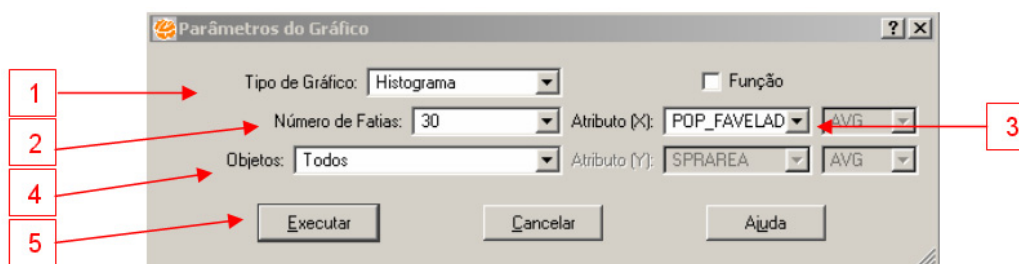 Parâmetros do Gráfico
1
Tipo de Gráfico: Histograma Função
2
Número de Fatias: 30 Atributo (X): POP_FAVELAD AVG
3
4
Objetos: Todos Atributo (Y): SPRAREA AVG
5
Executar Cancelar Ajuda